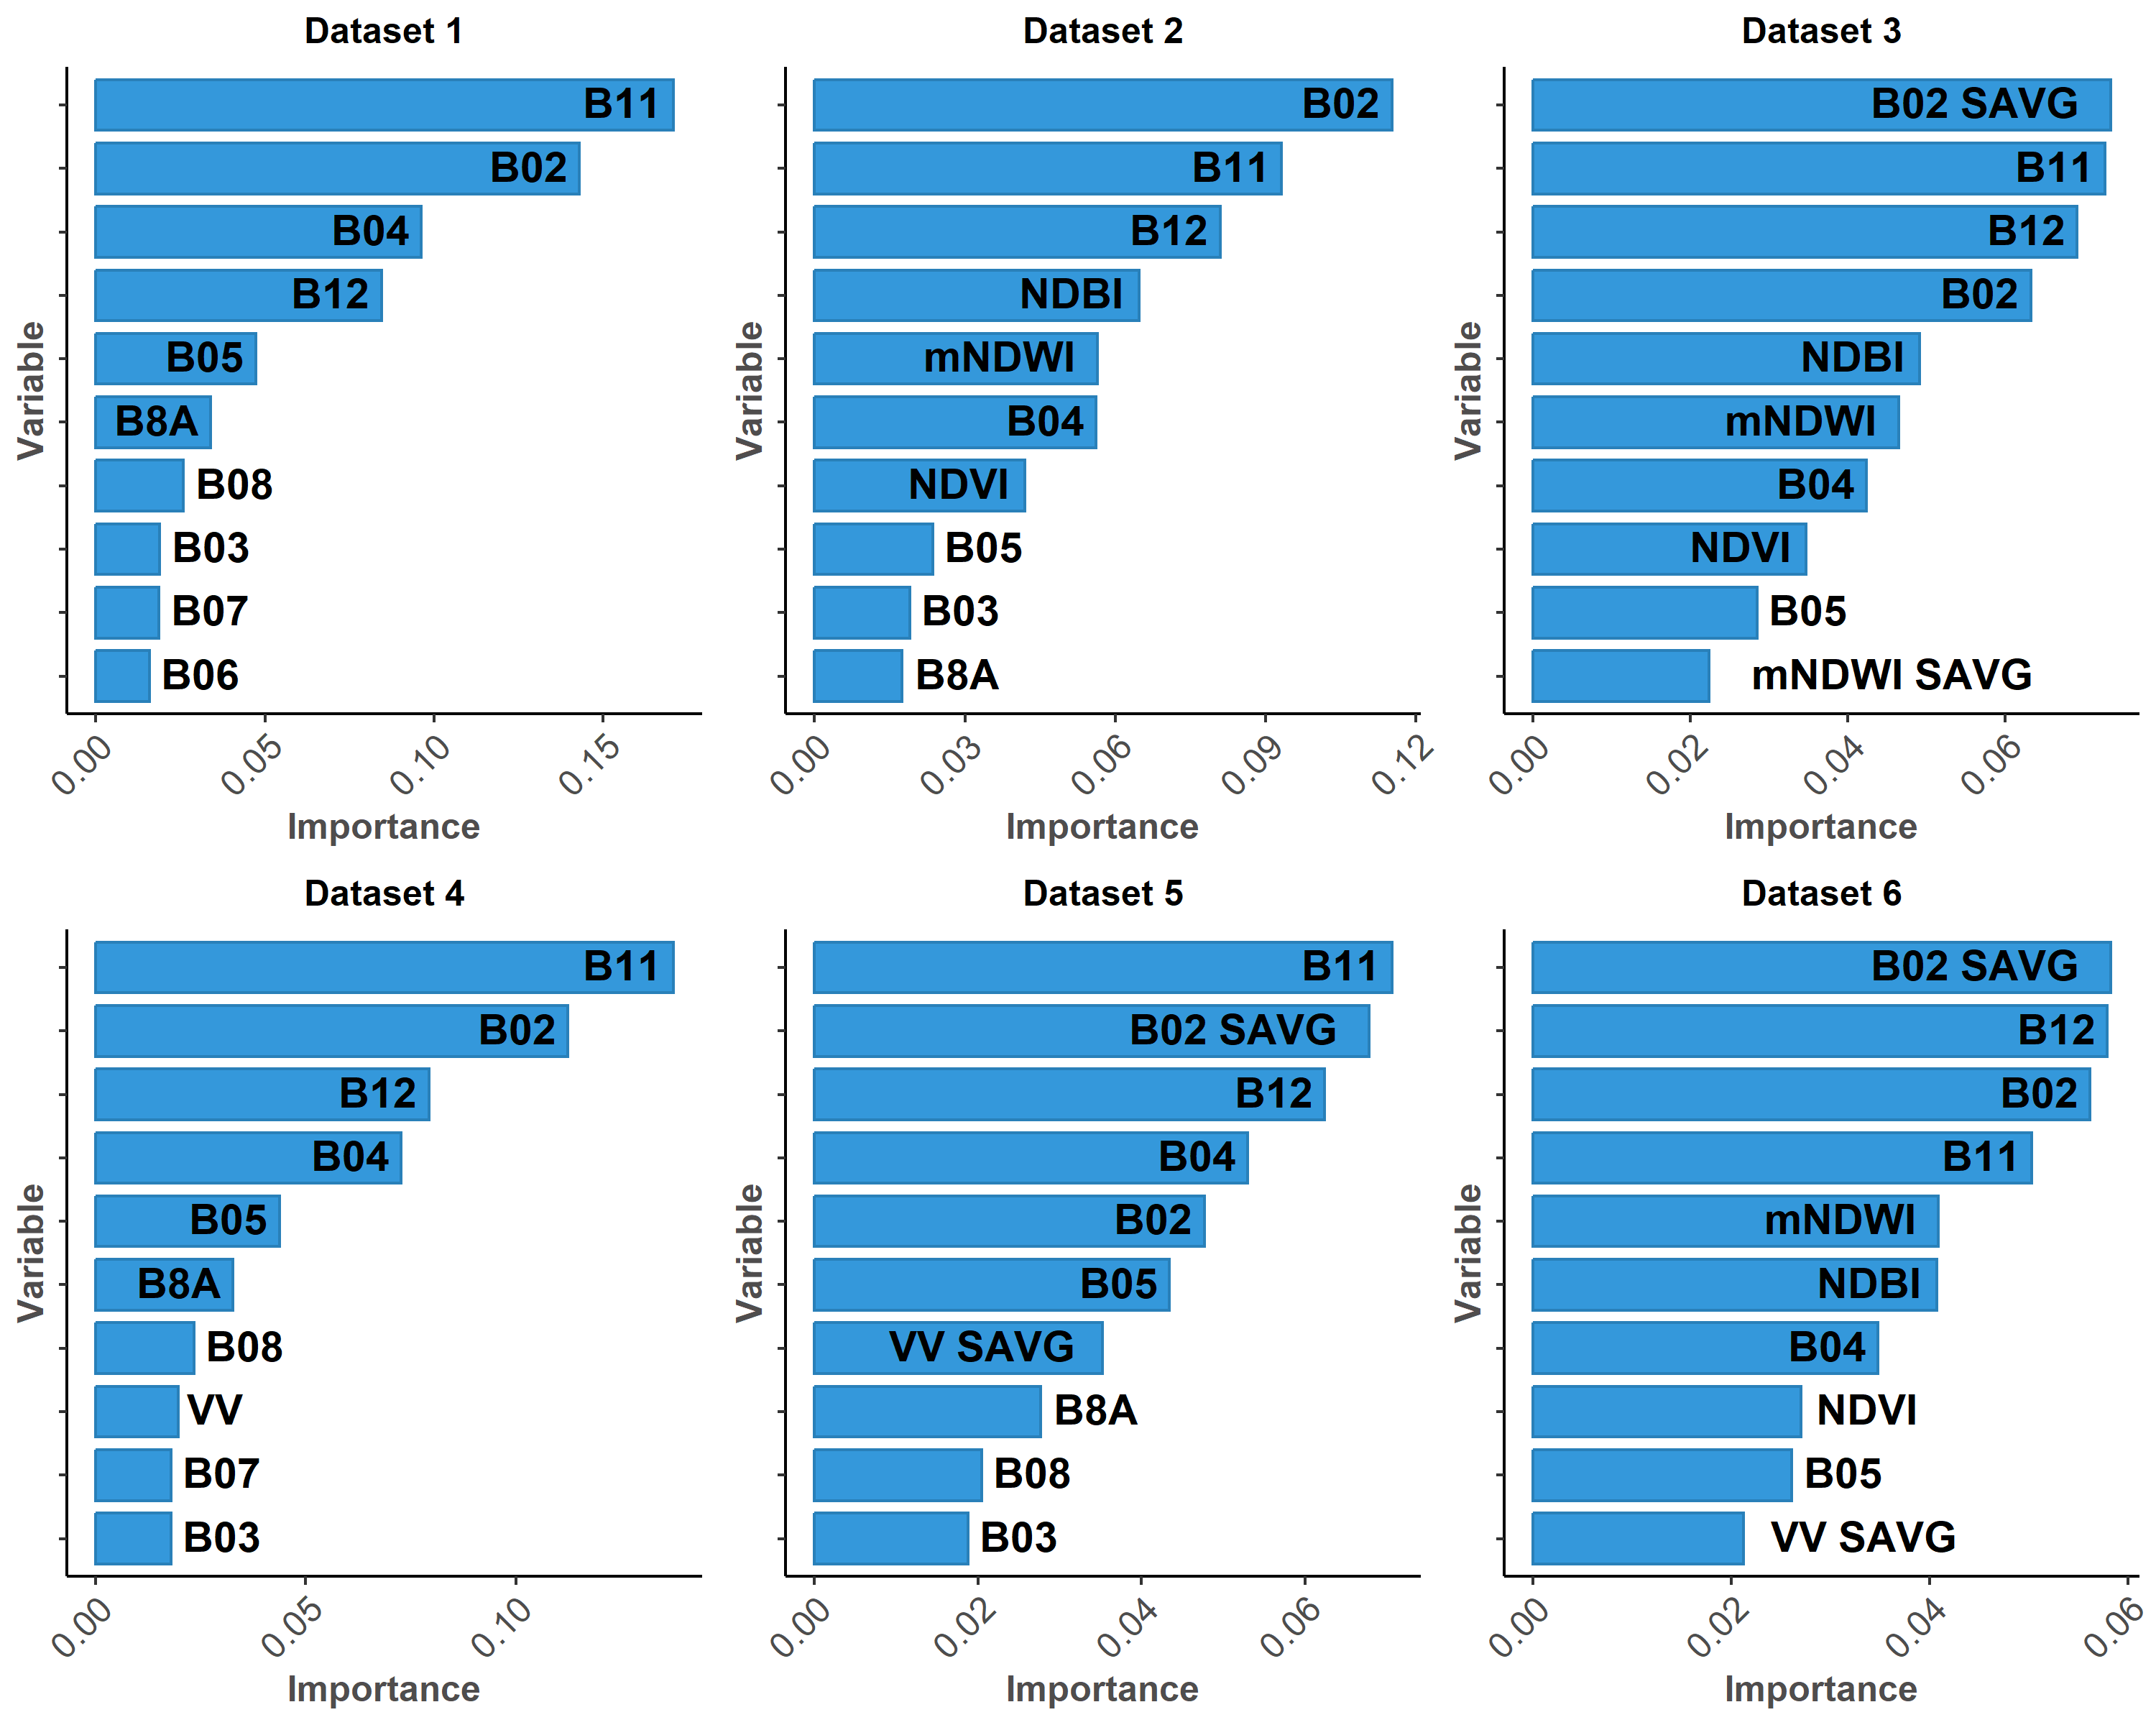 Dataset 1
Variable
B11
B02
B04
B12
B05
B8A
B08
B03
B07
B06
0.00
0.05
0.10
0.15
Importance
Dataset 2
Variable
B02
B11
B12
NDBI
mNDWI
B04
NDVI
B05
B03
B8A
0.00
0.03
0.06
0.09
0.12
Importance
Dataset 3
Variable
B02 SAVG
B11
B12
B02
NDBI
mNDWI
B04
NDVI
B05
mNDWI SAVG
0.00
0.02
0.04
0.06
Importance
Dataset 4
Variable
B11
B02
B12
B04
B05
B8A
B08
VV
B07
B03
0.00
0.05
0.10
Importance
Dataset 5
Variable
B11
B02 SAVG
B12
B04
B02
B05
VV SAVG
B8A
B08
B03
0.00
0.02
0.04
0.06
Importance
Dataset 6
Variable
B02 SAVG
B12
B02
B11
mNDWI
NDBI
B04
NDVI
B05
VV SAVG
0.00
0.02
0.04
0.06
Importance